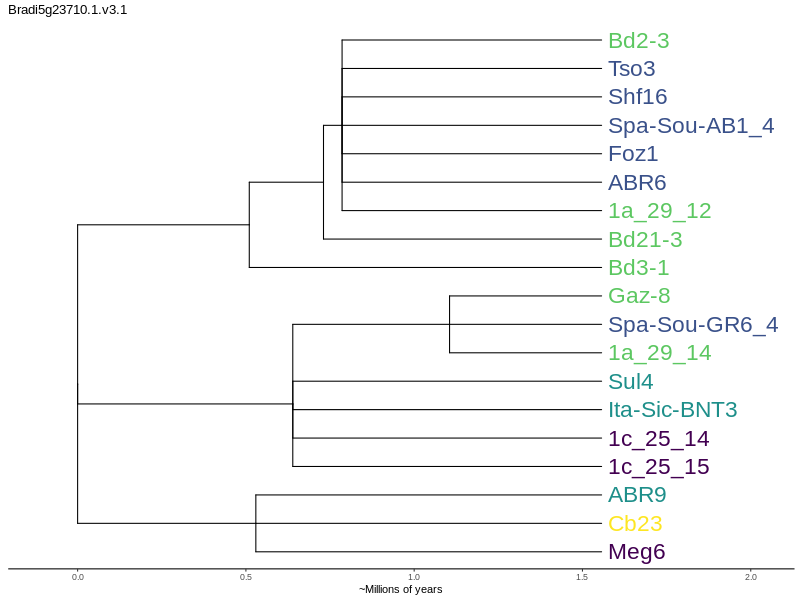 Bradi5g23710.1.v3.1
Bd2-3
Tso3
Shf16
Spa-Sou-AB1_4
Foz1
ABR6
1a_29_12
Bd21-3
Bd3-1
Gaz-8
Spa-Sou-GR6_4
1a_29_14
Sul4
Ita-Sic-BNT3
1c_25_14
1c_25_15
ABR9
Cb23
Meg6
0.0 0.5 1.0 1.5 2.0
~Millions of years